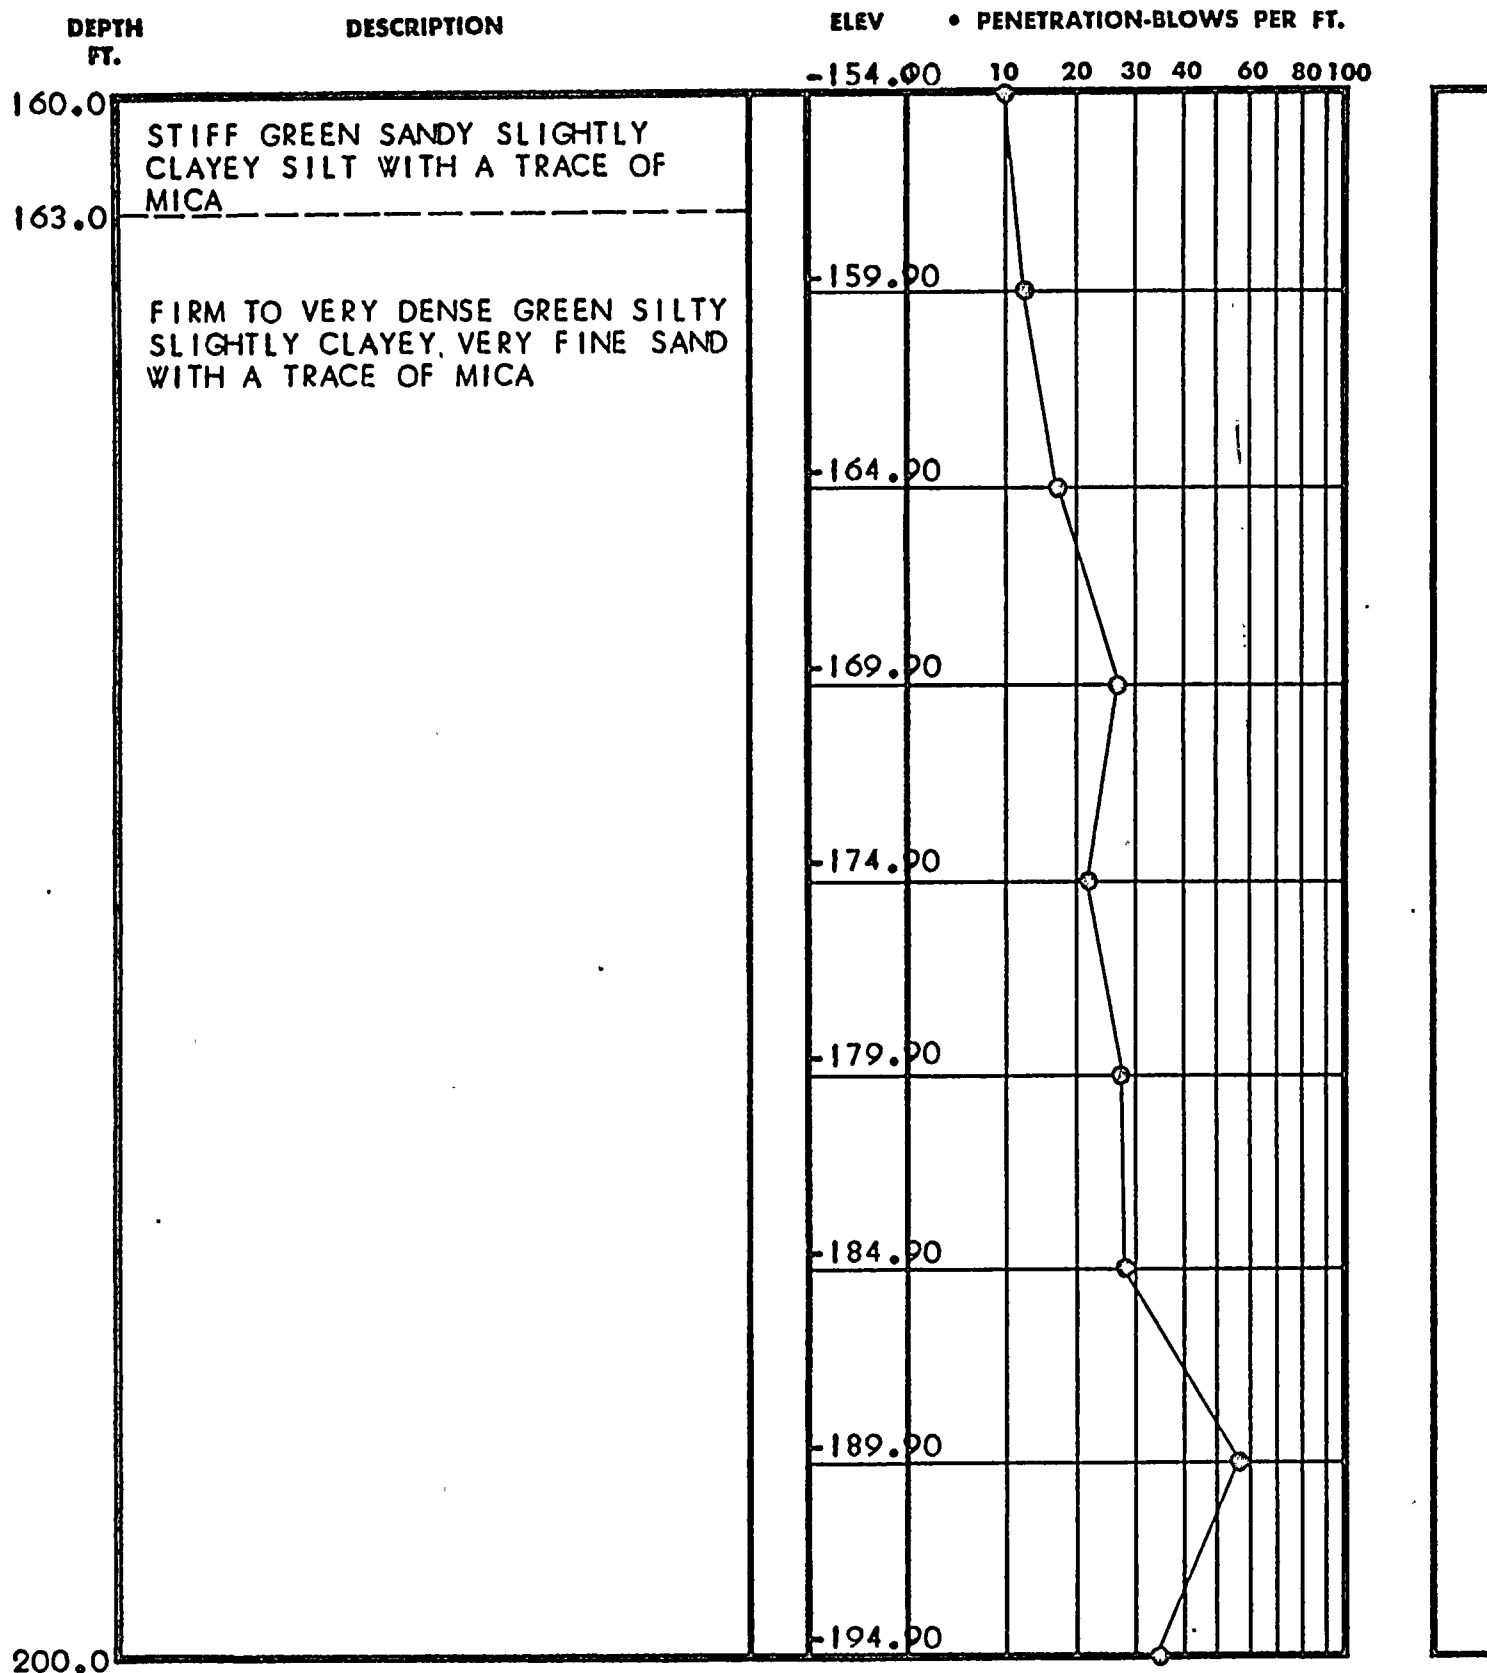 DEPTH FT. DESCRIPTION ELEV • PENETRATION-BLOWS PER FT.
0 10 20 30 40 60 80 100
160.0 -154.90
STIFF GREEN SANDY SLIGHTLY
CLAYEY SILT WITH A TRACE OF
MICA
163.0
-159.90
FIRM TO VERY DENSE GREEN SILTY
SLIGHTLY CLAYEY, VERY FINE SAND
WITH A TRACE OF MICA
-164.90
-169.90
-174.90
-179.90
-184.90
-189.90
-194.90
200.0